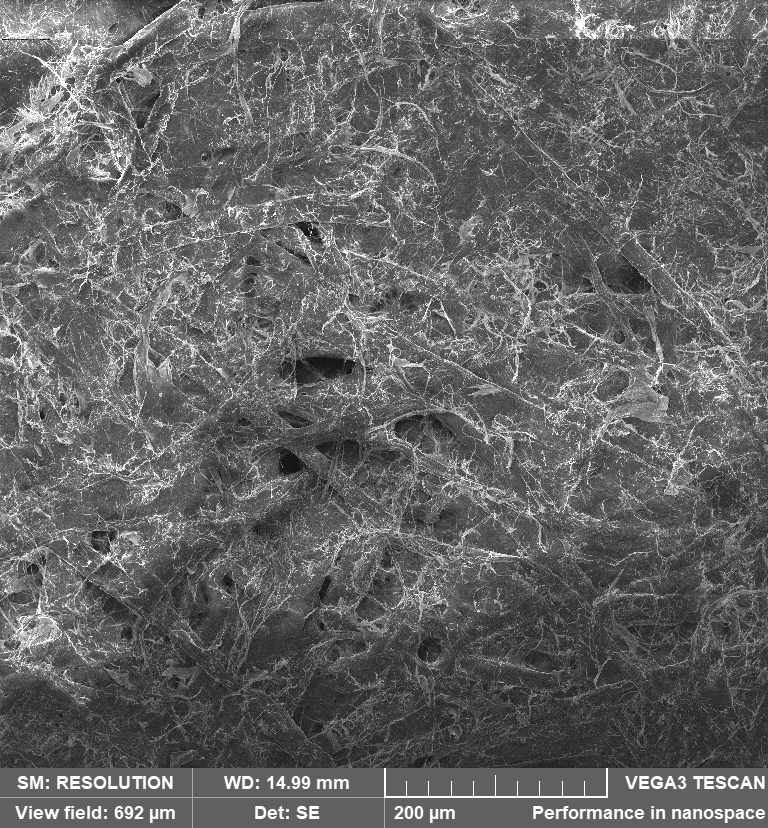 SM: RESOLUTION WD: 14.99 mm VEGA3 TESCAN
View field: 692 µm Det: SE 200 µm Performance in nanospace